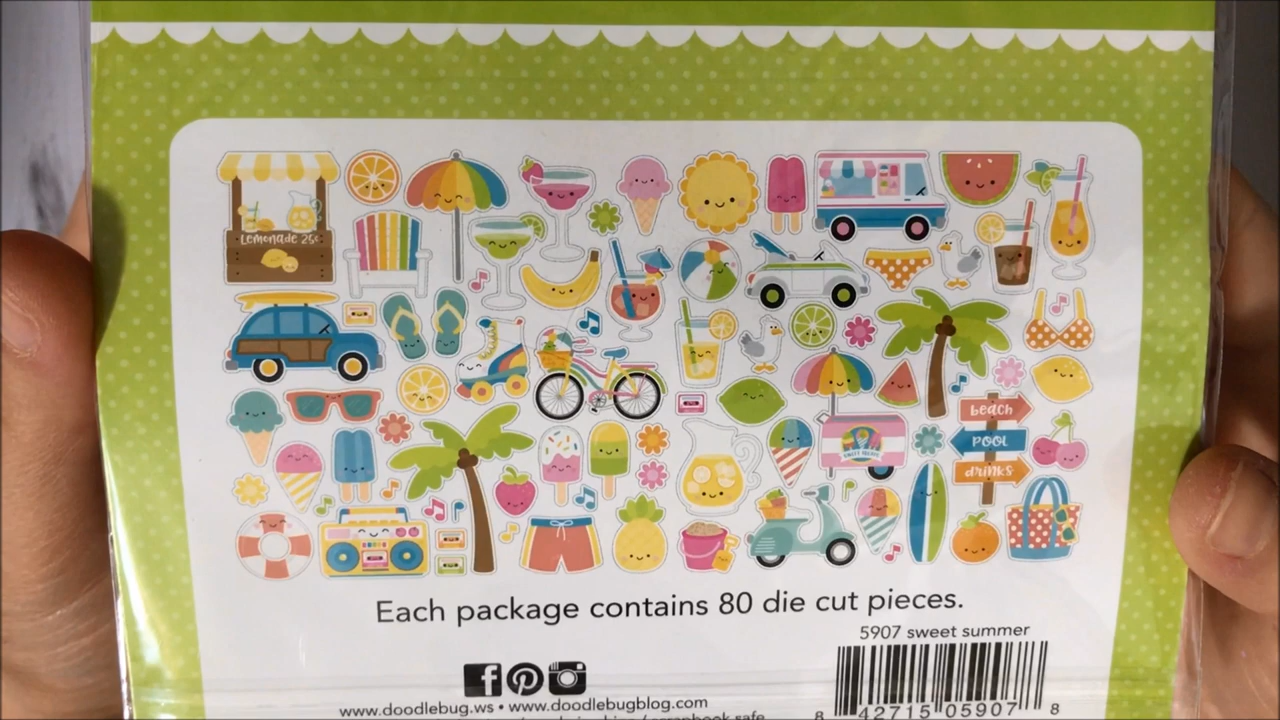 Lemonade 25¢
beach
POOL
drinks
Each package contains 80 die cut pieces.
5907 sweet summer
www.doodlebug.ws • www.doodlebugblog.com
8 42715 05907 8